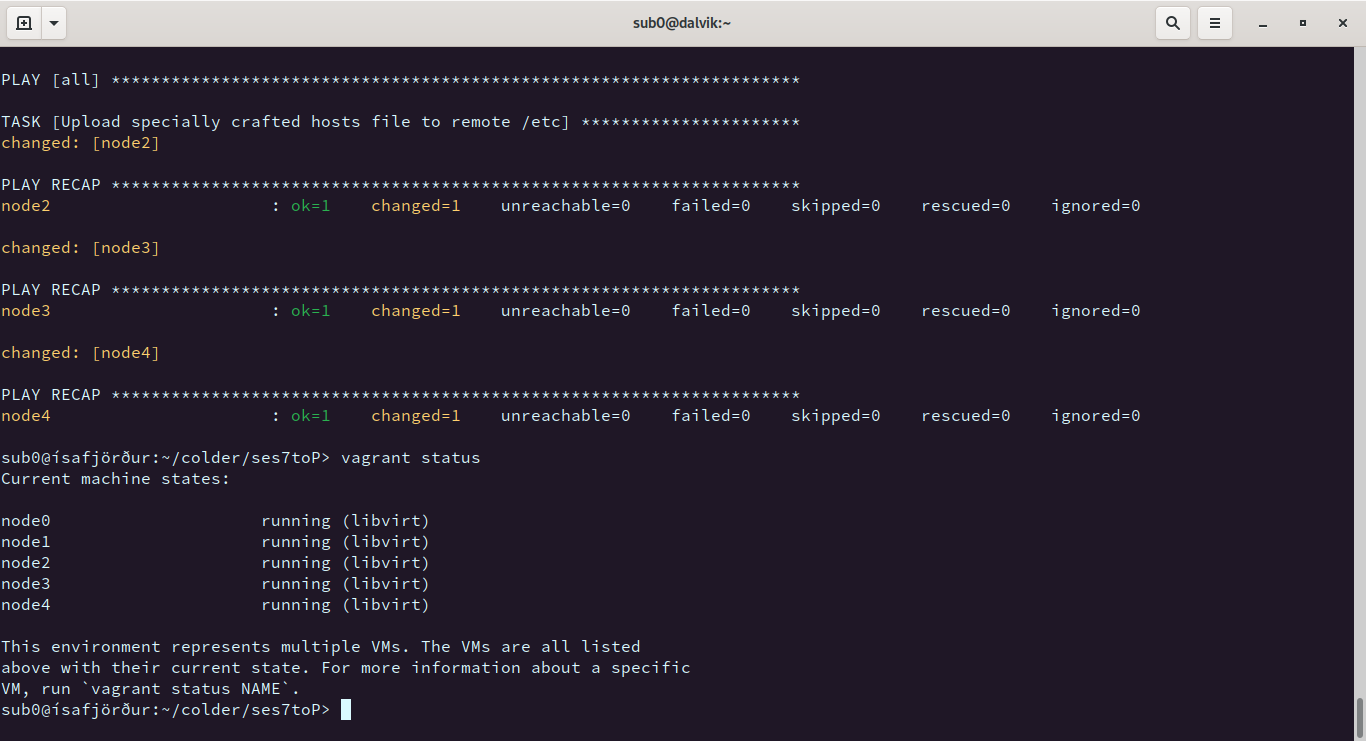 sub0@dalvik:~
PLAY [all] *********************************************************************
TASK [Upload specially crafted hosts file to remote /etc] **********************
changed: [node2]
PLAY RECAP *********************************************************************
node2                      : ok=1    changed=1    unreachable=0    failed=0    skipped=0    rescued=0    ignored=0
changed: [node3]
PLAY RECAP *********************************************************************
node3                      : ok=1    changed=1    unreachable=0    failed=0    skipped=0    rescued=0    ignored=0
changed: [node4]
PLAY RECAP *********************************************************************
node4                      : ok=1    changed=1    unreachable=0    failed=0    skipped=0    rescued=0    ignored=0
sub0@ísafjörður:~/colder/ses7toP> vagrant status
Current machine states:
node0                     running (libvirt)
node1                     running (libvirt)
node2                     running (libvirt)
node3                     running (libvirt)
node4                     running (libvirt)
This environment represents multiple VMs. The VMs are all listed
above with their current state. For more information about a specific
VM, run `vagrant status NAME`.
sub0@ísafjörður:~/colder/ses7toP>